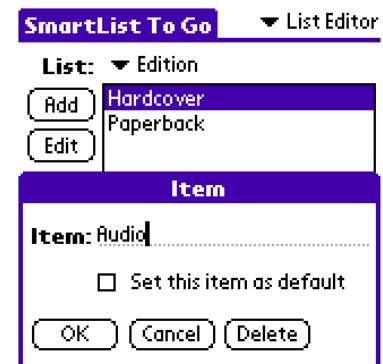 SmartList To Go ▼ List Editor
List: ▼ Edition
Add
Hardcover
Paperback
Edit
Item
Item: Audio
Set this item as default
OK Cancel Delete